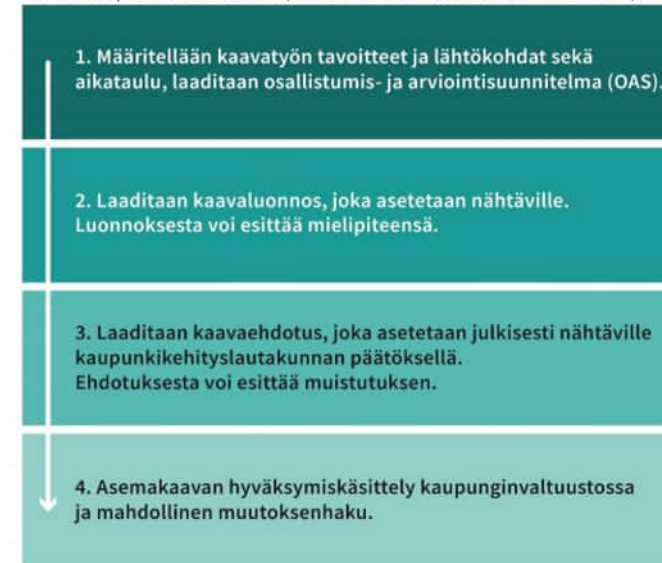 1. Määritellään kaavatyön tavoitteet ja lähtökohdat sekä
aikataulu, laaditaan osallistumis- ja arviointisuunnitelma (OAS).
2. Laaditaan kaavaluonnos, joka asetetaan nähtäville.
Luonnoksesta voi esittää mielipiteensä.
3. Laaditaan kaavaehdotus, joka asetetaan julkisesti nähtäville
kaupunkikehityslautakunnan päätöksellä.
Ehdotuksesta voi esittää muistutuksen.
4. Asemakaavan hyväksymiskäsittely kaupunginvaltuustossa
ja mahdollinen muutoksenhaku.